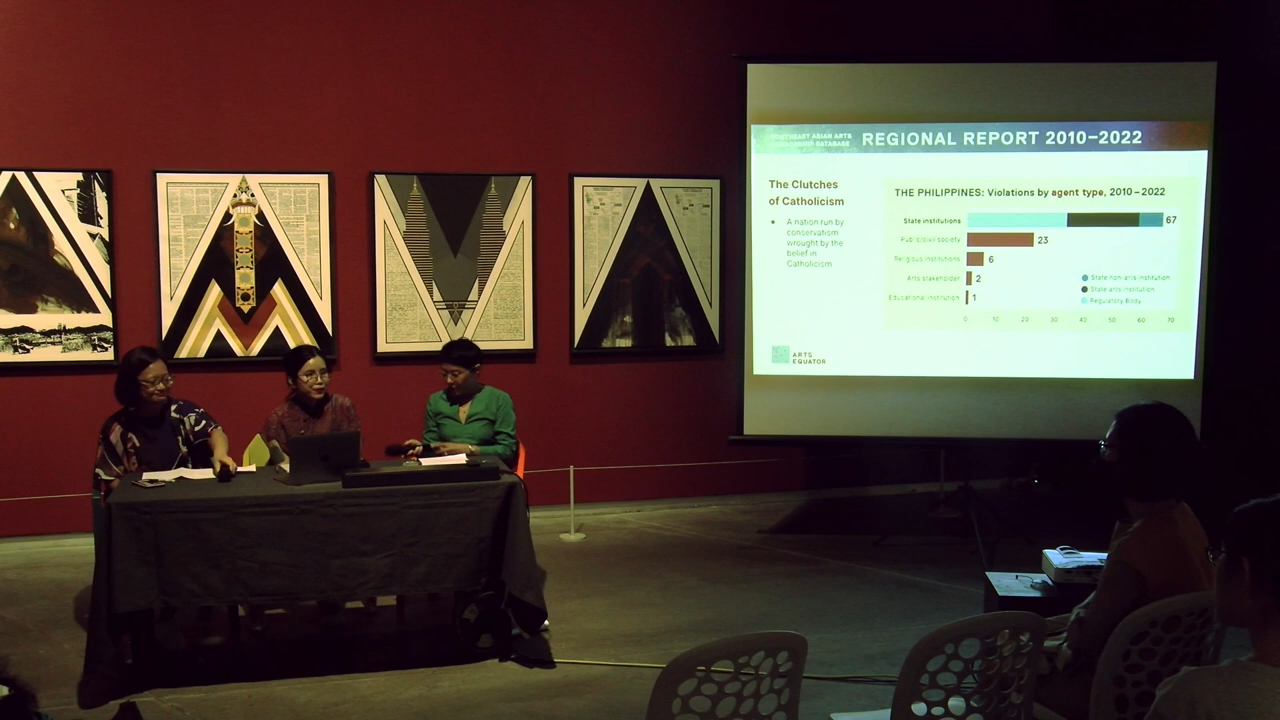 SOUTHEAST ASIAN ARTS
CENSORSHIP DATABASE
REGIONAL REPORT 2010–2022
The Clutches
of Catholicism
• A nation run by
conservatism
wrought by the
belief in
Catholicism
THE PHILIPPINES: Violations by agent type, 2010 – 2022
State institutions 67
Public/civil society 23
Religious institutions 6
Arts stakeholder 2
Educational institution 1
State non-arts-institution
State arts-institution
Regulatory Body
0 10 20 30 40 50 60 70
ARTS
EQUATOR